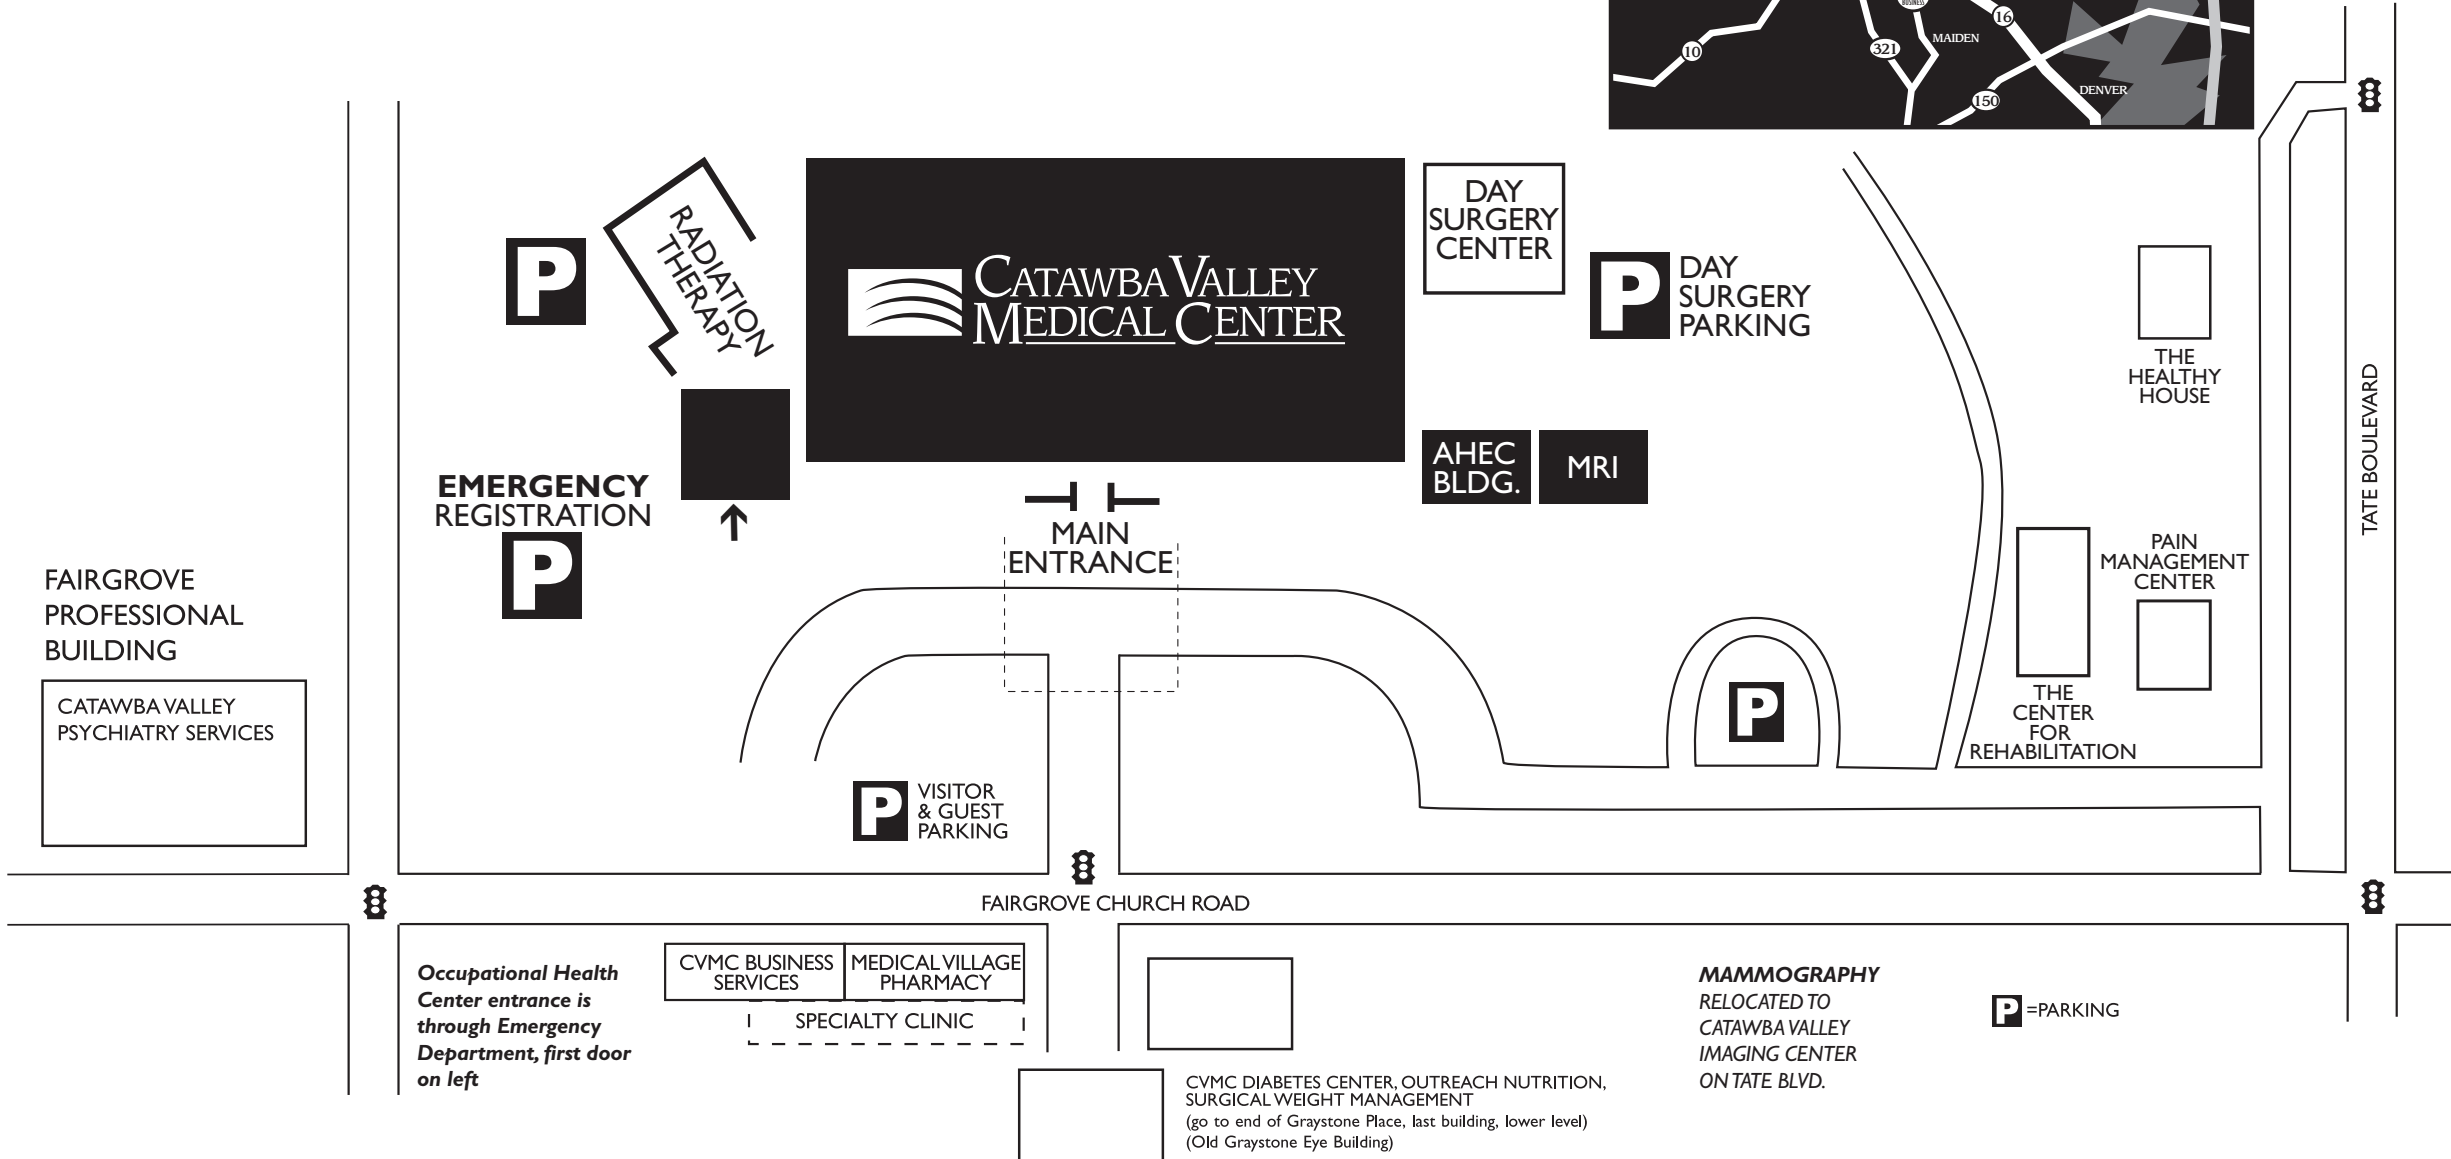 BUSINESS
16
10
321
MAIDEN
150
DENVER
RADIATION
THERAPY
P
CATAWBA VALLEY
MEDICAL CENTER
DAY
SURGERY
CENTER
P
DAY
SURGERY
PARKING
THE
HEALTHY
HOUSE
TATE BOULEVARD
AHEC
BLDG.
MRI
EMERGENCY
REGISTRATION
P
MAIN
ENTRANCE
PAIN
MANAGEMENT
CENTER
FAIRGROVE
PROFESSIONAL
BUILDING
CATAWBA VALLEY
PSYCHIATRY SERVICES
P
THE
CENTER
FOR
REHABILITATION
P
VISITOR
& GUEST
PARKING
FAIRGROVE CHURCH ROAD
Occupational Health
Center entrance is
through Emergency
Department, first door
on left
CVMC BUSINESS
SERVICES
MEDICAL VILLAGE
PHARMACY
SPECIALTY CLINIC
MAMMOGRAPHY
RELOCATED TO
CATAWBA VALLEY
IMAGING CENTER
ON TATE BLVD.
P =PARKING
CVMC DIABETES CENTER, OUTREACH NUTRITION,
SURGICAL WEIGHT MANAGEMENT
(go to end of Graystone Place, last building, lower level)
(Old Graystone Eye Building)